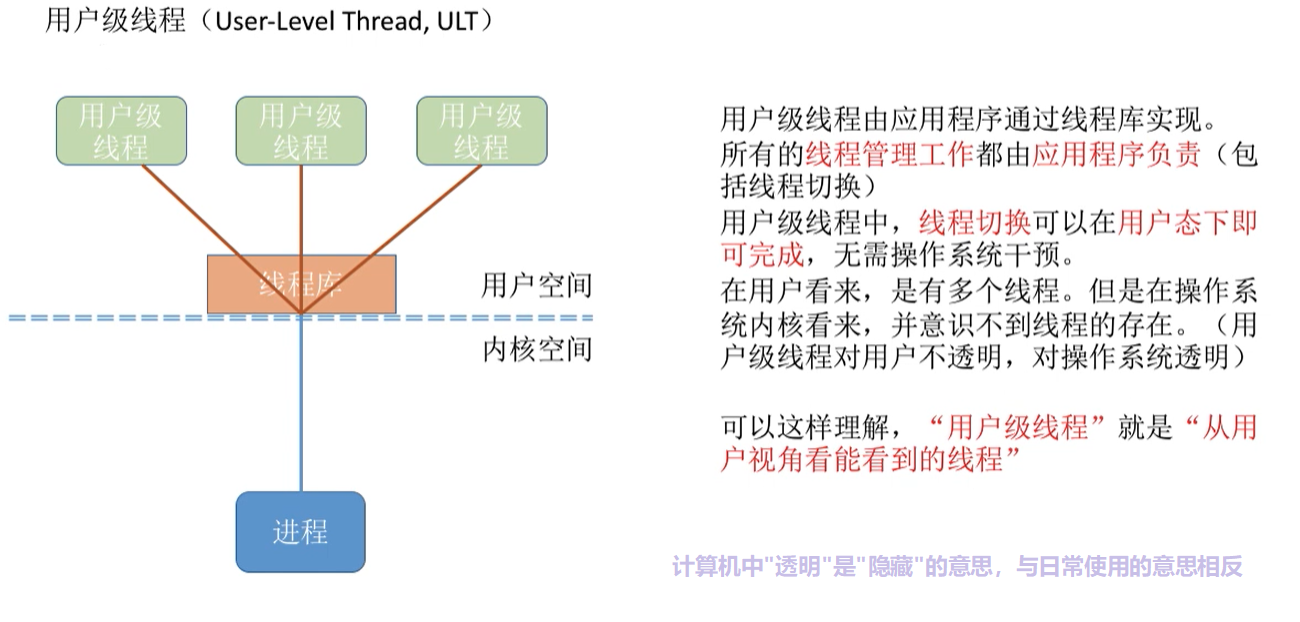 用户级线程（User-Level Thread, ULT）
用户级
线程
用户级
线程
用户级
线程
线程库
用户空间
内核空间
进程
用户级线程由应用程序通过线程库实现。
所有的线程管理工作都由应用程序负责（包
括线程切换）
用户级线程中，线程切换可以在用户态下即
可完成，无需操作系统干预。
在用户看来，是有多个线程。但是在操作系
统内核看来，并意识不到线程的存在。（用
户级线程对用户不透明，对操作系统透明）
可以这样理解，“用户级线程”就是“从用
户视角看能看到的线程”
计算机中"透明"是"隐藏"的意思，与日常使用的意思相反